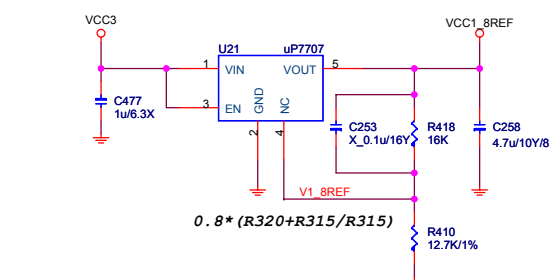 VCC3
VCC1_8REF
U21
uP7707
1
VIN
VOUT
5
C477
1u/6.3X
3
EN
GND
NC
2
4
C253
X_0.1u/16Y
R418
16K
C258
4.7u/10Y/8
V1_8REF
0.8*(R320+R315/R315)
R410
12.7K/1%